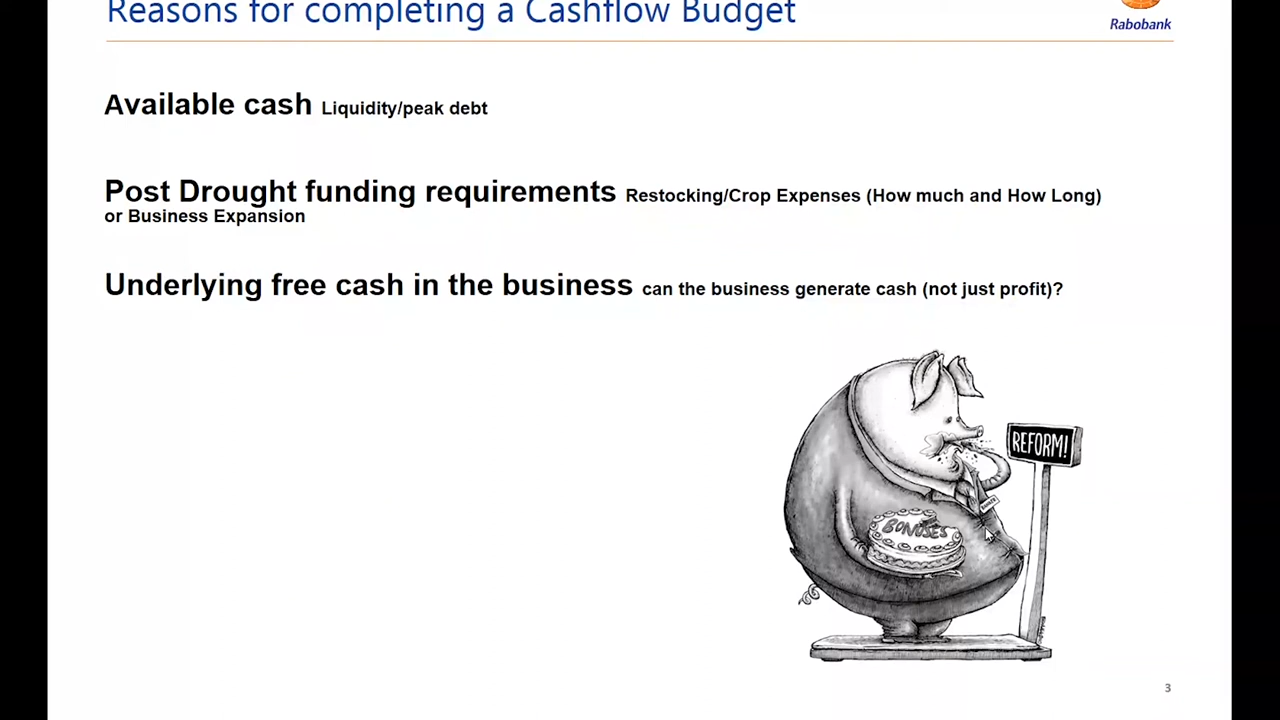 Reasons for completing a Cashflow Budget
Rabobank
Available cash Liquidity/peak debt
Post Drought funding requirements Restocking/Crop Expenses (How much and How Long)
or Business Expansion
Underlying free cash in the business can the business generate cash (not just profit)?
REFORM!
BONUSES
3